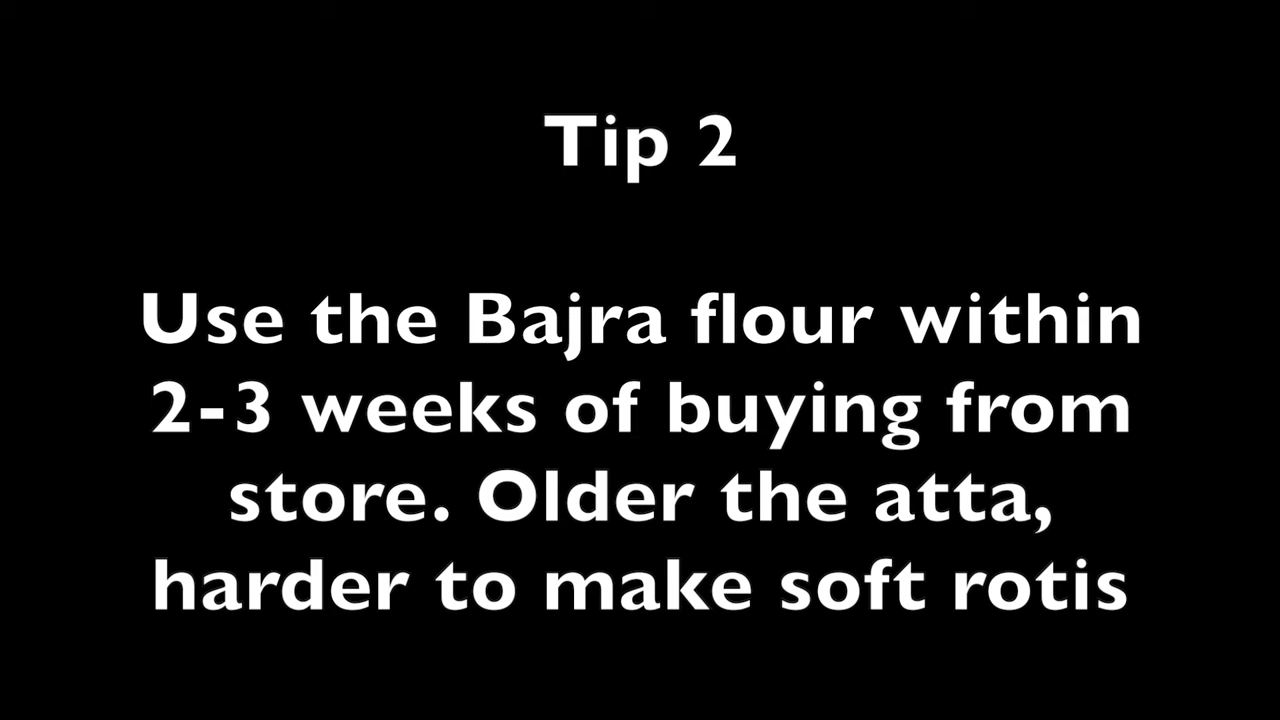 Tip 2
Use the Bajra flour within
2-3 weeks of buying from
store. Older the atta,
harder to make soft rotis